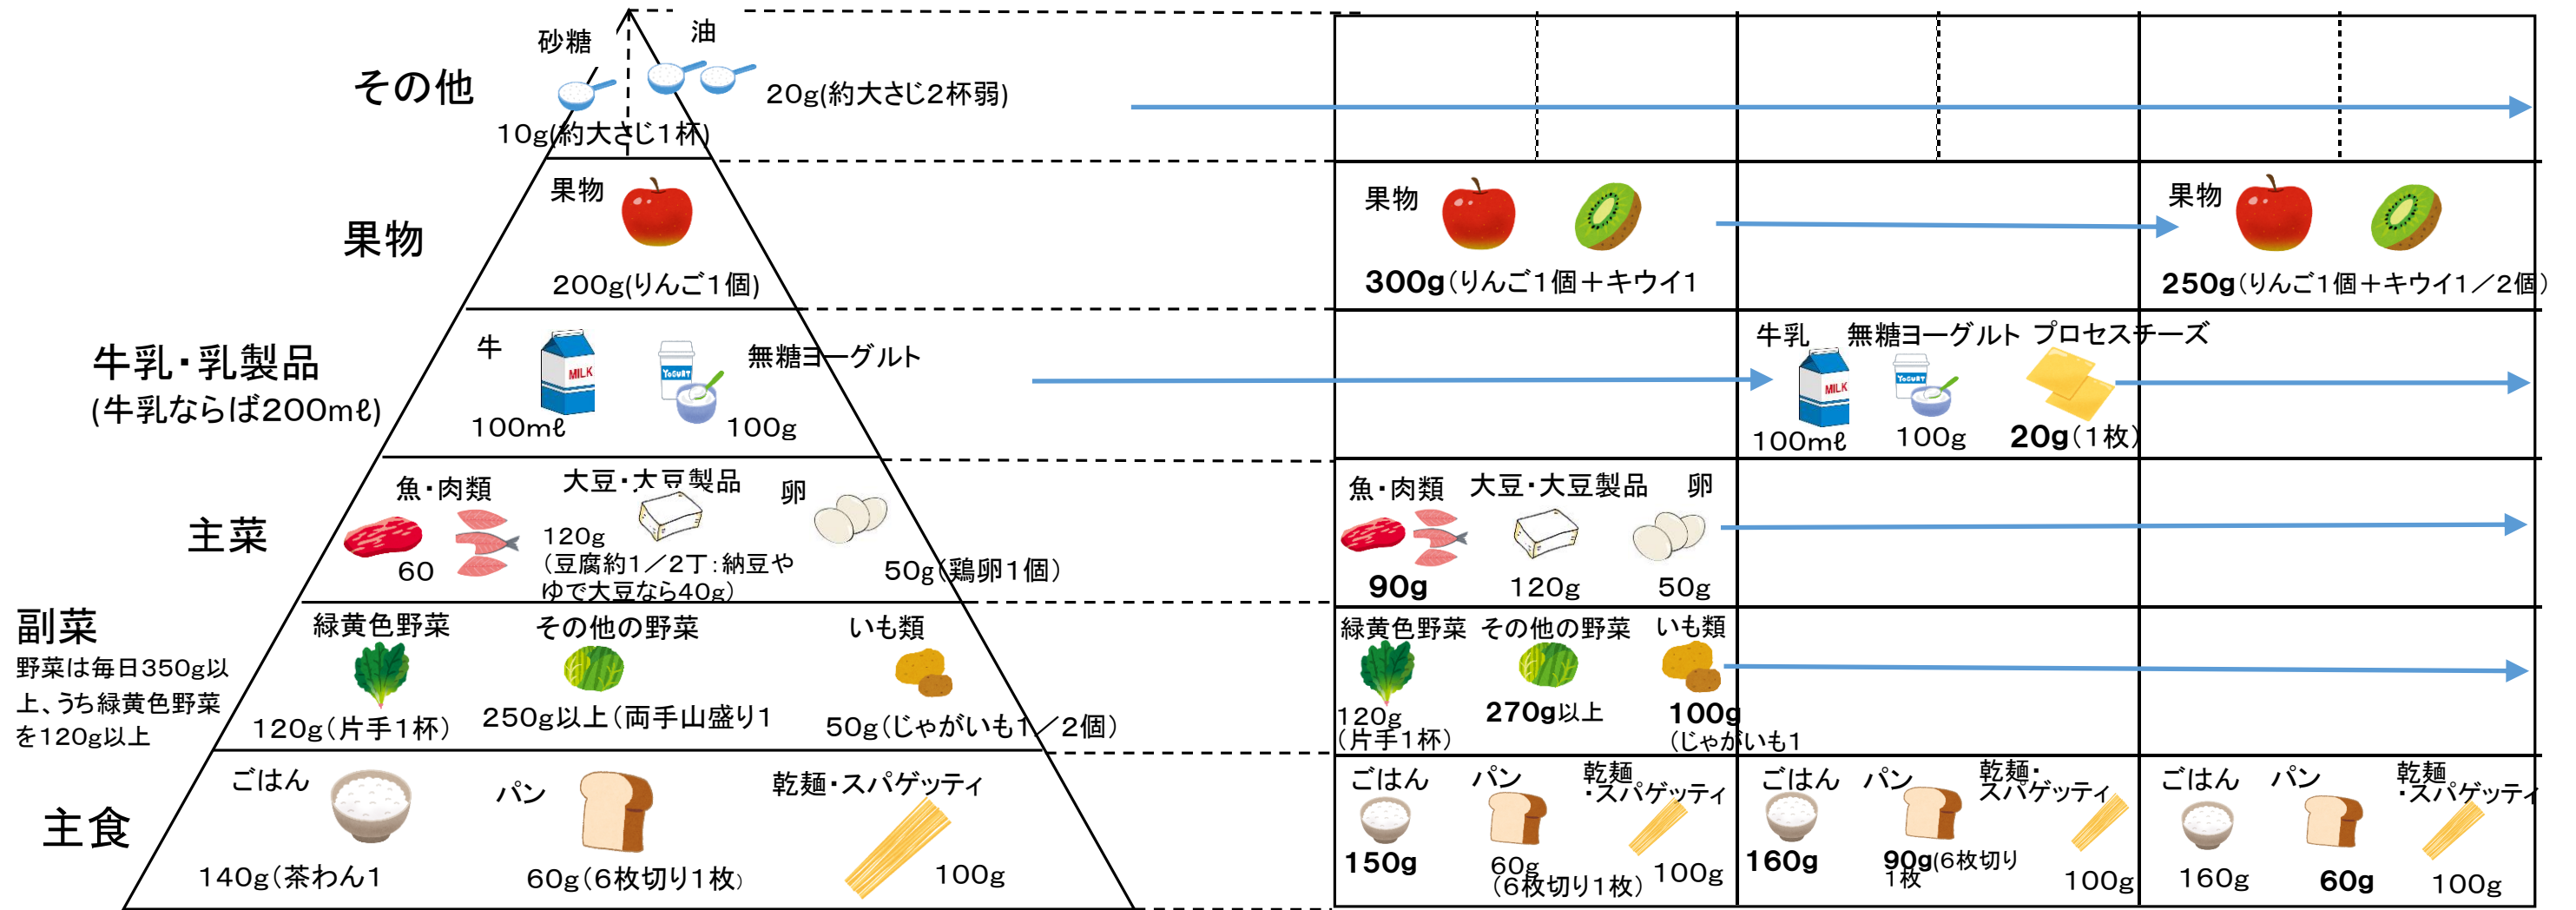 砂糖
油
その他
20g(約大さじ2杯弱)
10g(約大さじ1杯)
果物
果物
200g(りんご1個)
果物
300g(りんご1個＋キウイ1
果物
250g(りんご1個＋キウイ1／2個)
牛乳・乳製品
(牛乳ならば200mℓ)
牛
MILK
100mℓ
YOGURT
無糖ヨーグルト
100g
牛乳 無糖ヨーグルト プロセスチーズ
MILK
YOGURT
100mℓ 100g 20g(1枚)
主菜
魚・肉類
60
大豆・大豆製品
120g
(豆腐約1／2丁：納豆や
ゆで大豆なら40g)
卵
50g(鶏卵1個)
魚・肉類 大豆・大豆製品 卵
90g 120g 50g
副菜
野菜は毎日350g以
上、うち緑黄色野菜
を120g以上
緑黄色野菜 その他の野菜 いも類
120g(片手1杯) 250g以上(両手山盛り1 50g(じゃがいも1／2個)
緑黄色野菜 その他の野菜 いも類
120g
(片手1杯)
270g以上
100g
(じゃがいも1
主食
ごはん パン 乾麺・スパゲッティ
140g(茶わん1 60g(6枚切り1枚) 100g
ごはん パン 乾麺
・スパゲッティ
150g 60g
(6枚切り1枚) 100g
ごはん パン 乾麺・
スパゲッティ
160g 90g(6枚切り
1枚 100g
ごはん パン 乾麺
・スパゲッティ
160g 60g 100g